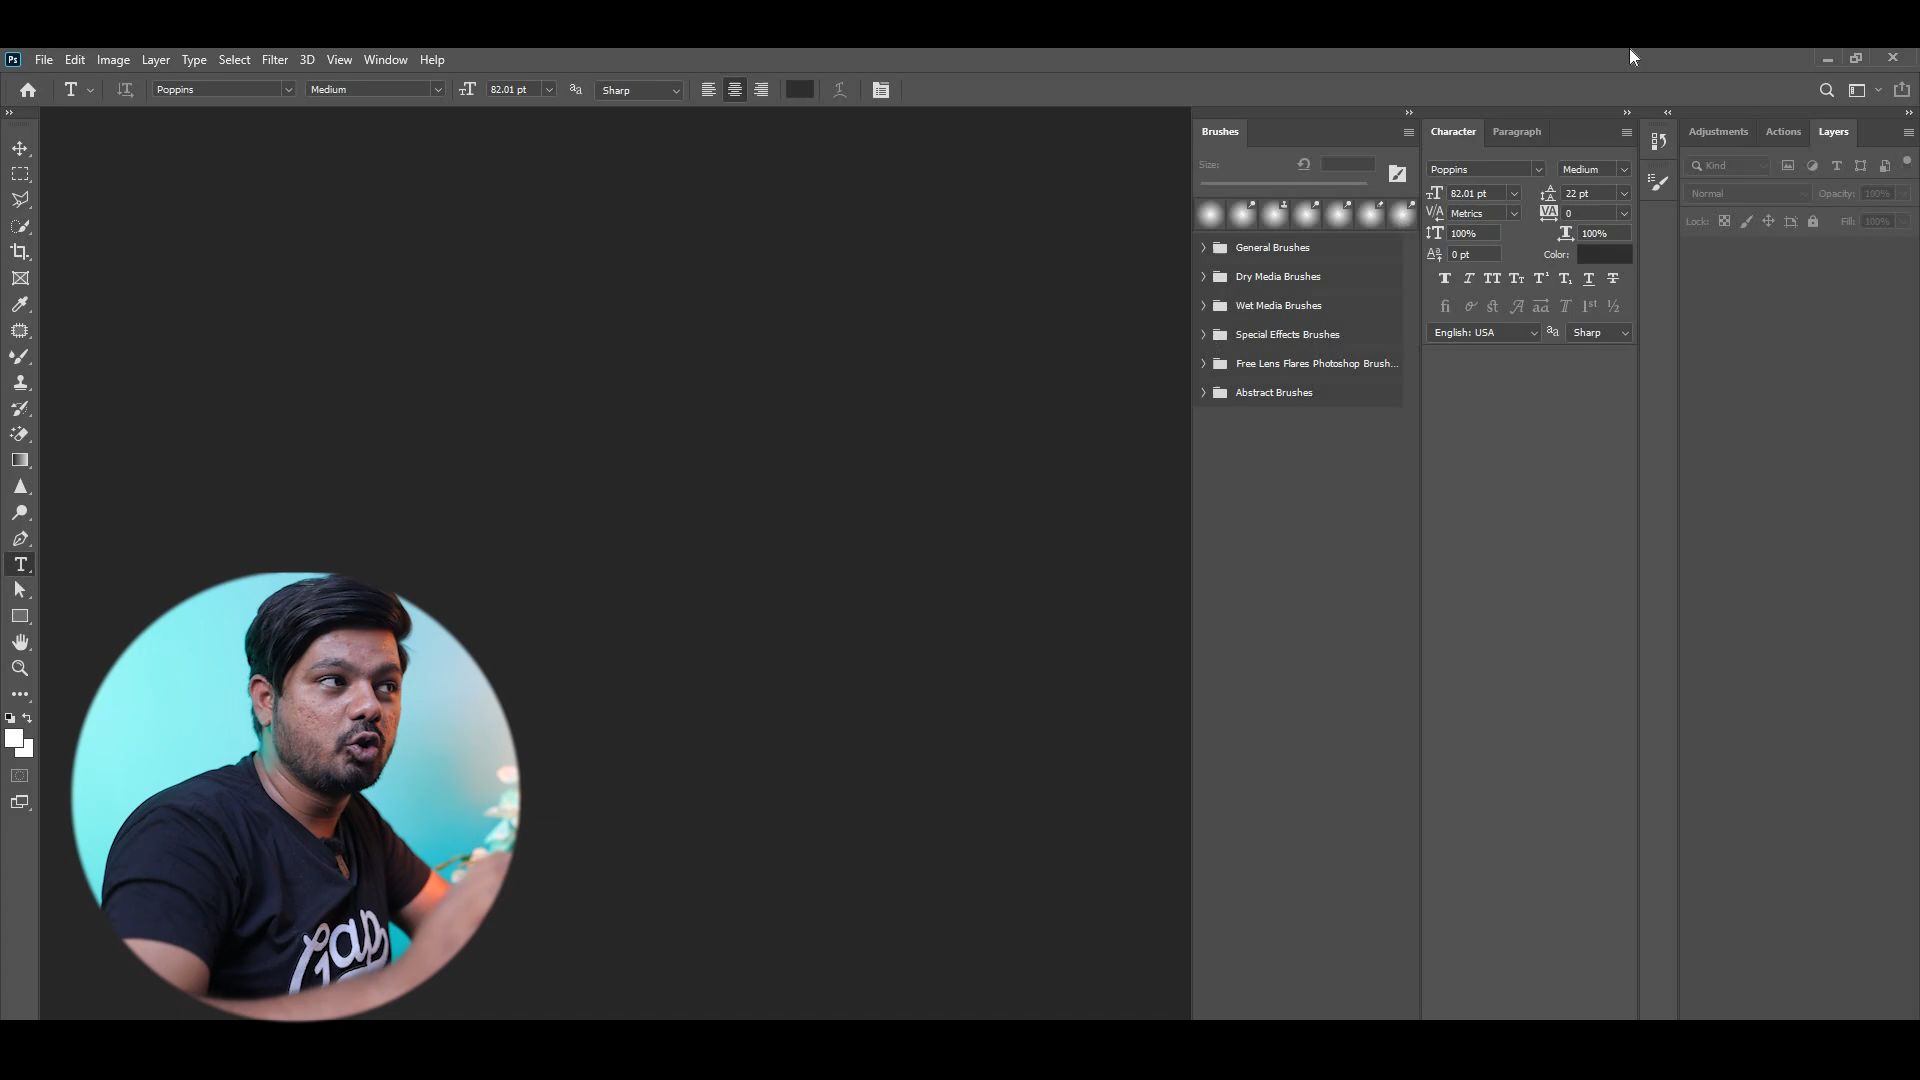 Ps File Edit Image Layer Type Select Filter 3D View Window Help
T Poppins Medium 82.01 pt aa Sharp
Brushes
Size:
General Brushes
Dry Media Brushes
Wet Media Brushes
Special Effects Brushes
Free Lens Flares Photoshop Brush...
Abstract Brushes
Character Paragraph
Poppins Medium
82.01 pt 22 pt
Metrics 0
100% 100%
0 pt Color:
English: USA aa Sharp
Adjustments Actions Layers
Kind
Normal Opacity: 100%
Lock: Fill: 100%